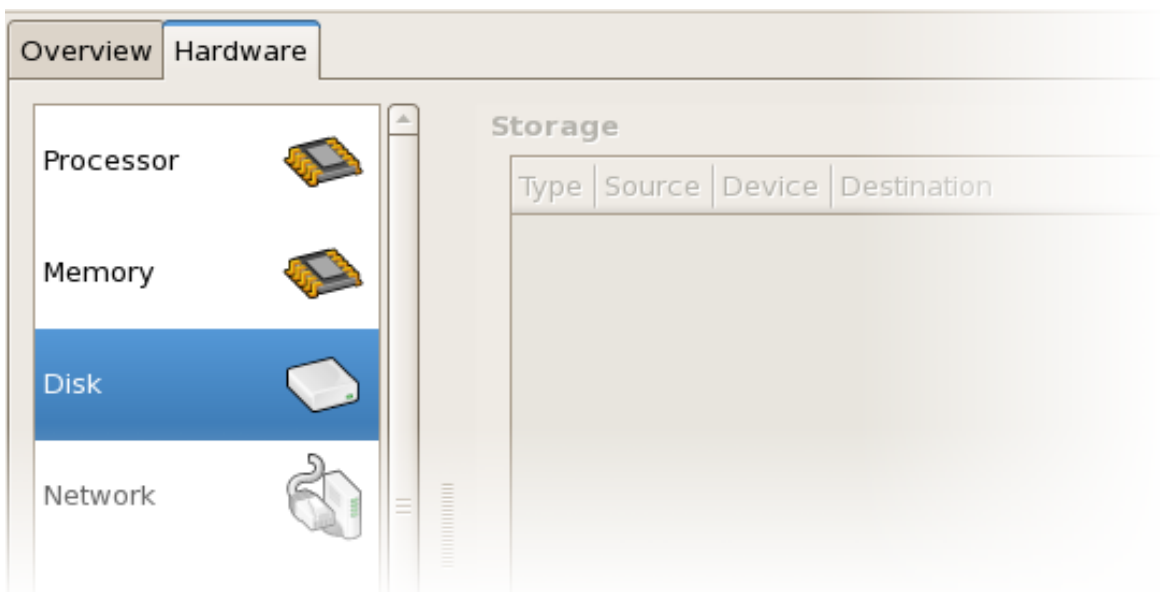 Overview Hardware
Storage
Processor
Type Source Device Destination
Memory
Disk
Network